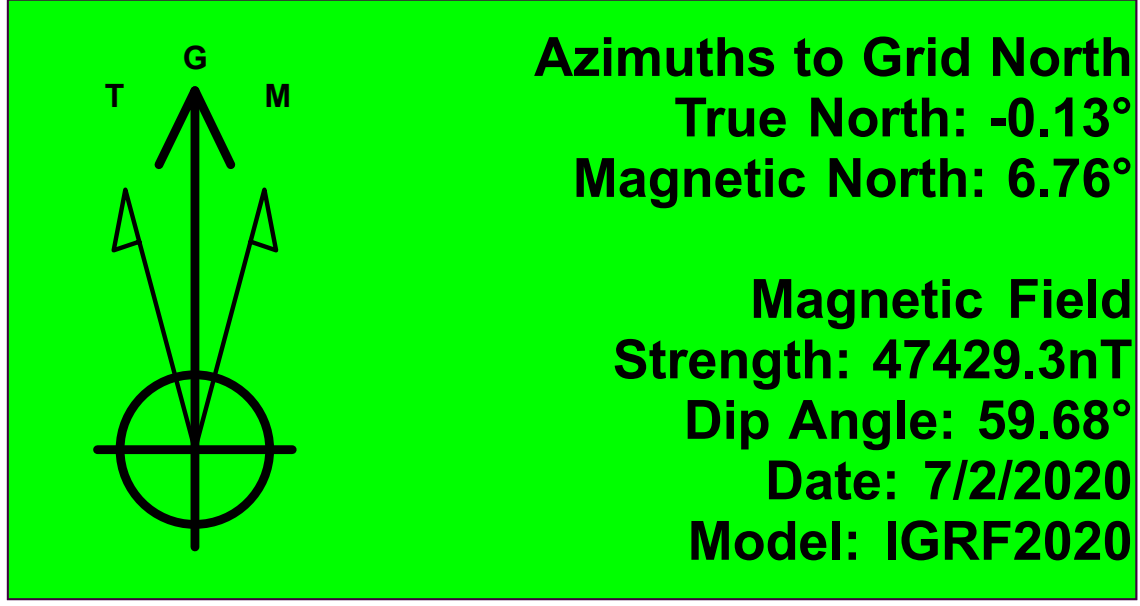 G
T M
Azimuths to Grid North
True North: -0.13°
Magnetic North: 6.76°
Magnetic Field
Strength: 47429.3nT
Dip Angle: 59.68°
Date: 7/2/2020
Model: IGRF2020